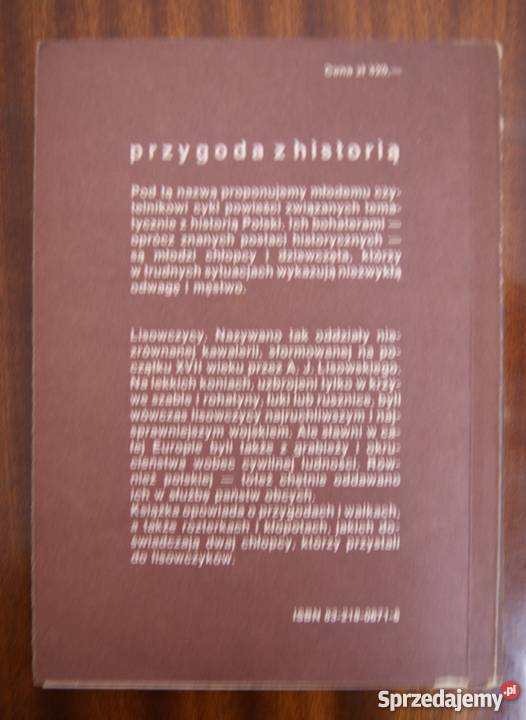 Cena zł 420,—
przygoda z historią
Pod tą nazwą proponujemy młodemu czy-
telnikowi cykl powieści związanych tema-
tycznie z historią Polski. Ich bohaterami —
oprócz znanych postaci historycznych —
są młodzi chłopcy i dziewczęta, którzy
w trudnych sytuacjach wykazują niezwykłą
odwagę i męstwo.
Lisowczycy. Nazywano tak oddziały nie-
zrównanej kawalerii, sformowanej na po-
czątku XVII wieku przez A. J. Lisowskiego.
Na lekkich koniach, uzbrojeni tylko w krzy-
we szable i rohatyny, łuki lub rusznice, byli
wówczas lisowczycy najruchliwszym i naj-
sprawniejszym wojskiem. Ale sławni w ca-
łej Europie byli także z grabieży i okru-
cieństwa wobec cywilnej ludności. Rów-
nież polskiej — toteż chętnie oddawano
ich w służbę panów obcych.
Książka opowiada o przygodach i walkach,
a także rozterkach i kłopotach, jakich do-
świadczają dwaj chłopcy, którzy przystali
do lisowczyków.
ISBN 83-216-0671-6
Sprzedajemy.pl